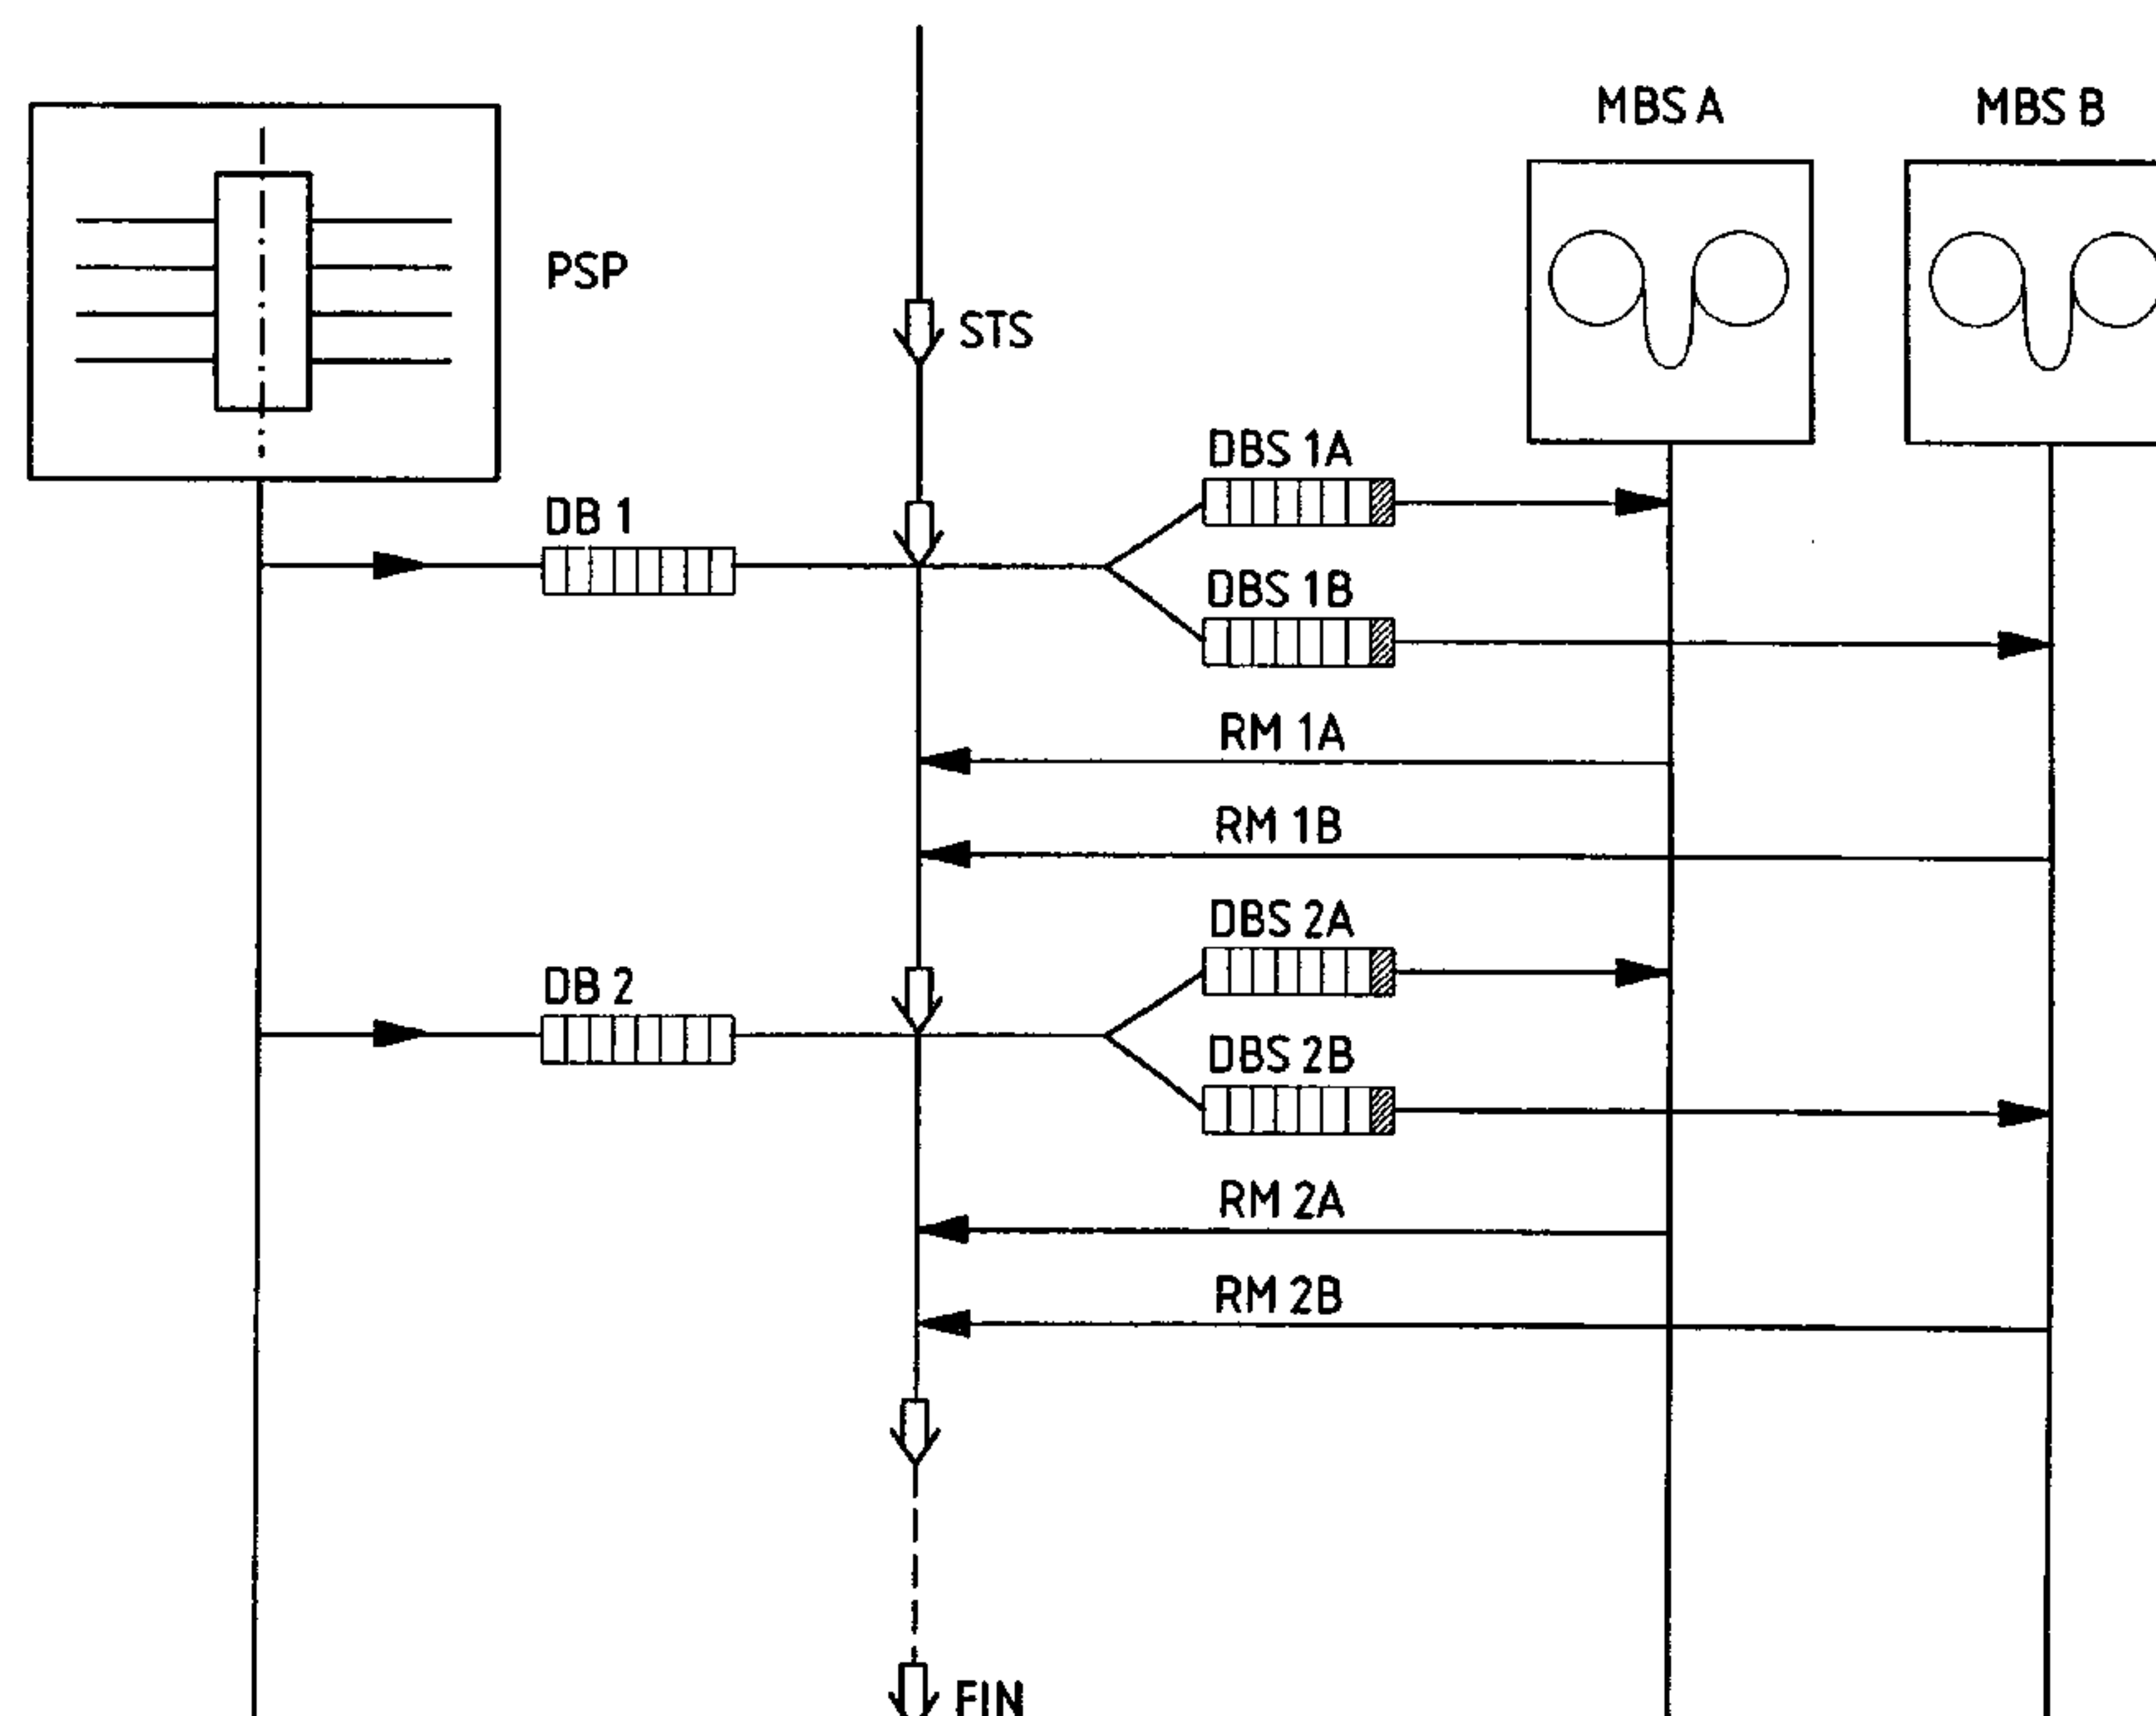 MBS A
MBS B
PSP
STS
DBS 1A
DB 1
DBS 1B
RM 1A
RM 1B
DBS 2A
DB 2
DBS 2B
RM 2A
RM 2B
FIN